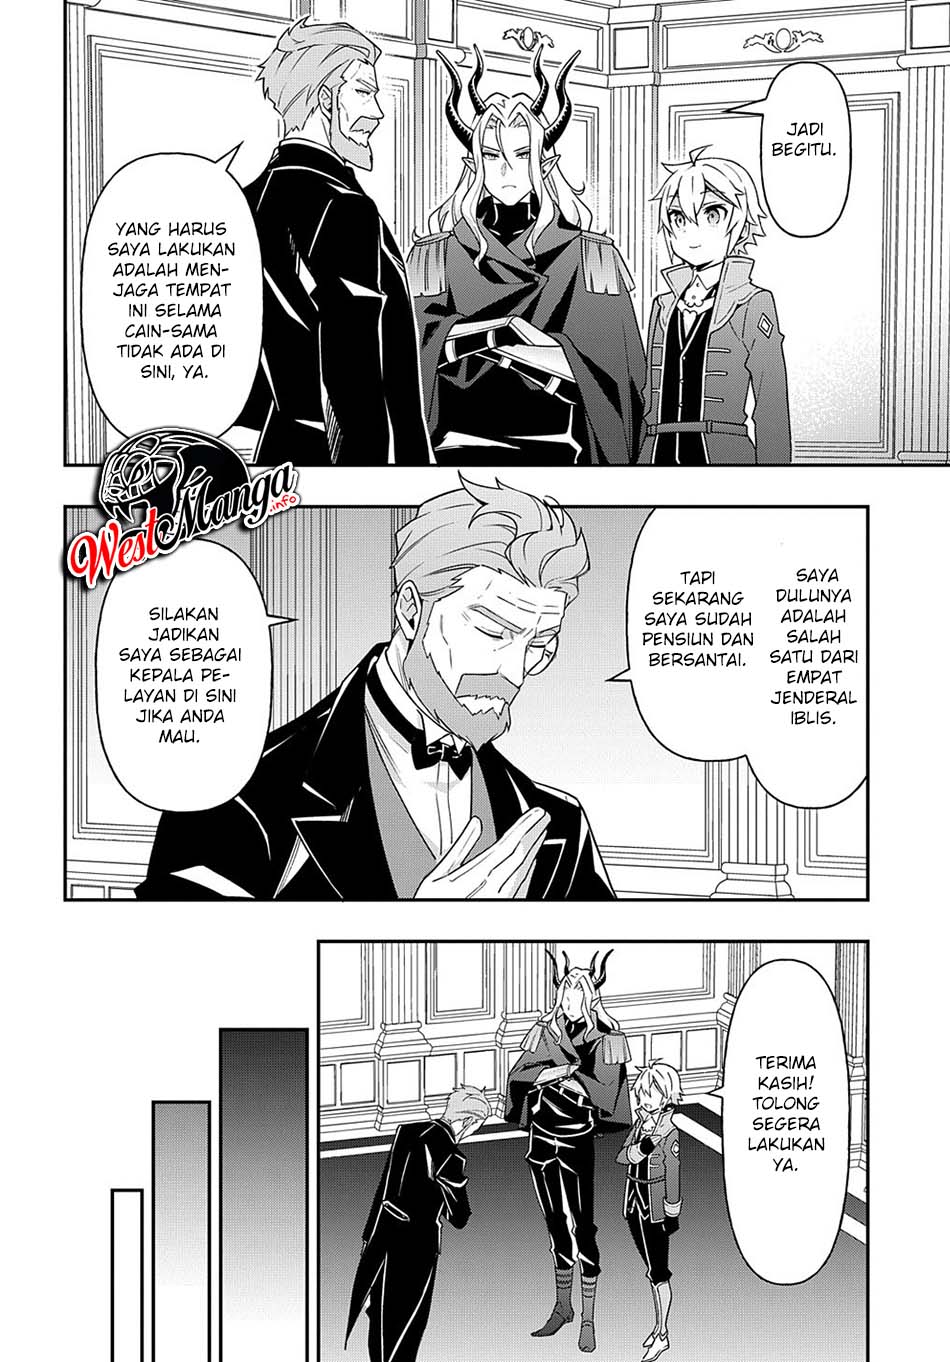 JADI
BEGITU.
YANG HARUS
SAYA LAKUKAN
ADALAH MEN-
JAGA TEMPAT
INI SELAMA
CAIN-SAMA
TIDAK ADA DI
SINI, YA.
WestManga
.info
SAYA
DULUNYA
ADALAH
SALAH
SATU DARI
EMPAT
JENDERAL
IBLIS.
TAPI
SEKARANG
SAYA SUDAH
PENSIUN DAN
BERSANTAI.
SILAKAN
JADIKAN
SAYA SEBAGAI
KEPALA PE-
LAYAN DI SINI
JIKA ANDA
MAU.
TERIMA
KASIH!
TOLONG
SEGERA
LAKUKAN
YA.